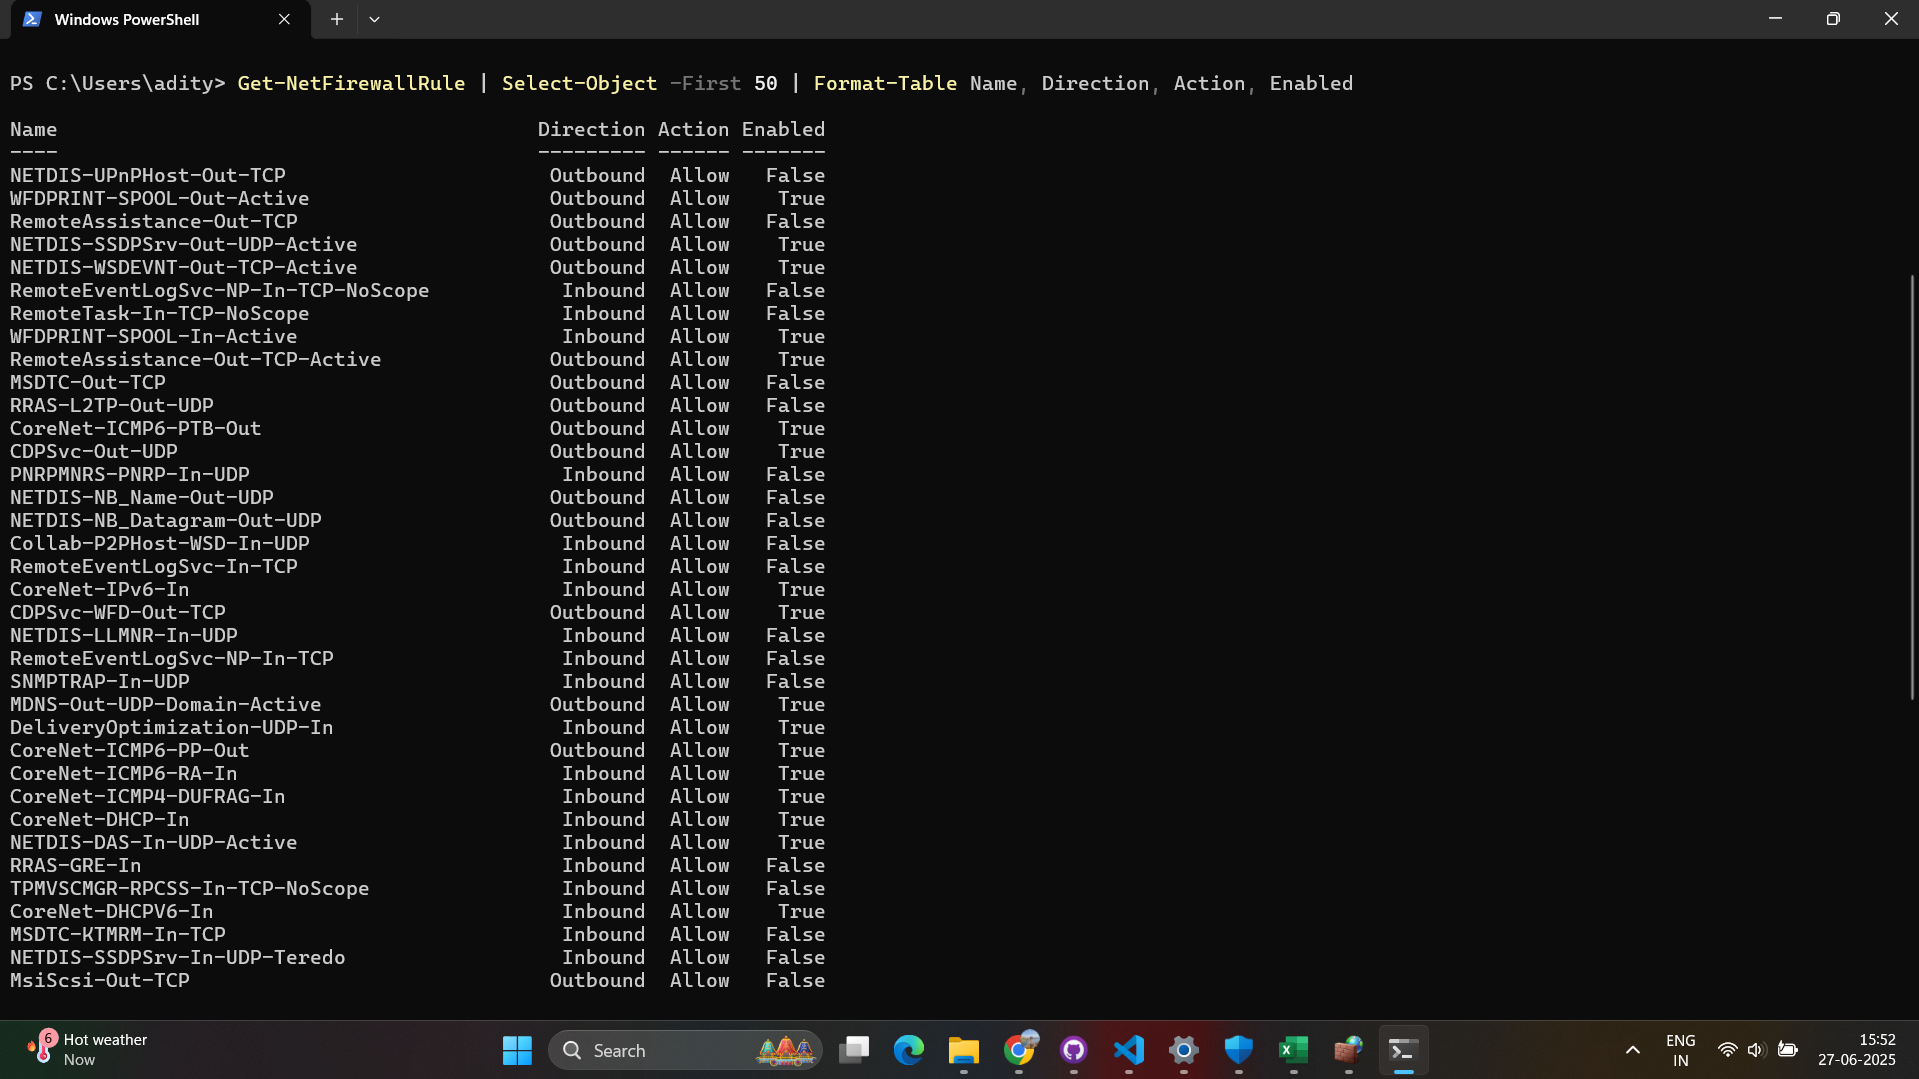 Windows PowerShell
PS C:\Users\adity> Get-NetFirewallRule | Select-Object -First 50 | Format-Table Name, Direction, Action, Enabled
Name Direction Action Enabled
---- --------- ------ -------
NETDIS-UPnPHost-Out-TCP Outbound Allow False
WFDPRINT-SPOOL-Out-Active Outbound Allow True
RemoteAssistance-Out-TCP Outbound Allow False
NETDIS-SSDPSrv-Out-UDP-Active Outbound Allow True
NETDIS-WSDEVNT-Out-TCP-Active Outbound Allow True
RemoteEventLogSvc-NP-In-TCP-NoScope Inbound Allow False
RemoteTask-In-TCP-NoScope Inbound Allow False
WFDPRINT-SPOOL-In-Active Inbound Allow True
RemoteAssistance-Out-TCP-Active Outbound Allow True
MSDTC-Out-TCP Outbound Allow False
RRAS-L2TP-Out-UDP Outbound Allow False
CoreNet-ICMP6-PTB-Out Outbound Allow True
CDPSvc-Out-UDP Outbound Allow True
PNRPMNRS-PNRP-In-UDP Inbound Allow False
NETDIS-NB_Name-Out-UDP Outbound Allow False
NETDIS-NB_Datagram-Out-UDP Outbound Allow False
Collab-P2PHost-WSD-In-UDP Inbound Allow False
RemoteEventLogSvc-In-TCP Inbound Allow False
CoreNet-IPv6-In Inbound Allow True
CDPSvc-WFD-Out-TCP Outbound Allow True
NETDIS-LLMNR-In-UDP Inbound Allow False
RemoteEventLogSvc-NP-In-TCP Inbound Allow False
SNMPTRAP-In-UDP Inbound Allow False
MDNS-Out-UDP-Domain-Active Outbound Allow True
DeliveryOptimization-UDP-In Inbound Allow True
CoreNet-ICMP6-PP-Out Outbound Allow True
CoreNet-ICMP6-RA-In Inbound Allow True
CoreNet-ICMP4-DUFRAG-In Inbound Allow True
CoreNet-DHCP-In Inbound Allow True
NETDIS-DAS-In-UDP-Active Inbound Allow True
RRAS-GRE-In Inbound Allow False
TPMVSCMGR-RPCSS-In-TCP-NoScope Inbound Allow False
CoreNet-DHCPV6-In Inbound Allow True
MSDTC-KTMRM-In-TCP Inbound Allow False
NETDIS-SSDPSrv-In-UDP-Teredo Inbound Allow False
MsiScsi-Out-TCP Outbound Allow False
6
Hot weather
Now
Search
ENG
IN
15:52
27-06-2025